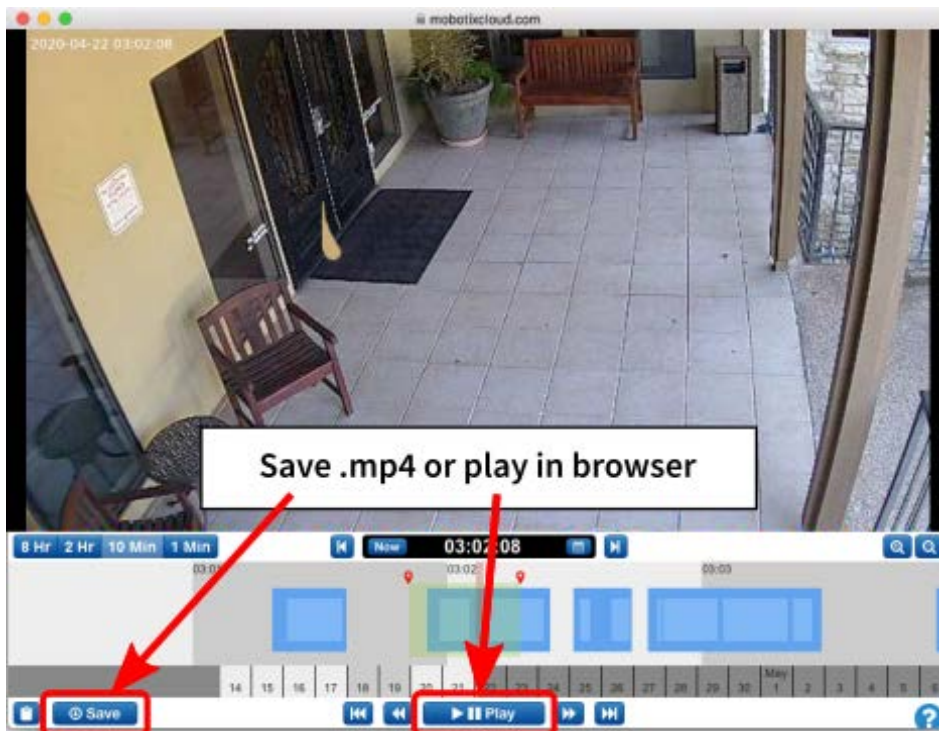 mobotixcloud.com
2020-04-22 03:02:08
Save .mp4 or play in browser
8 Hr 2 Hr 10 Min 1 Min Now 03:02:08
03:02 03:03
14 15 16 17 18 19 20 21 22 23 24 25 26 27 28 29 30 May 1 2 3 4 5 6
Save Play ?